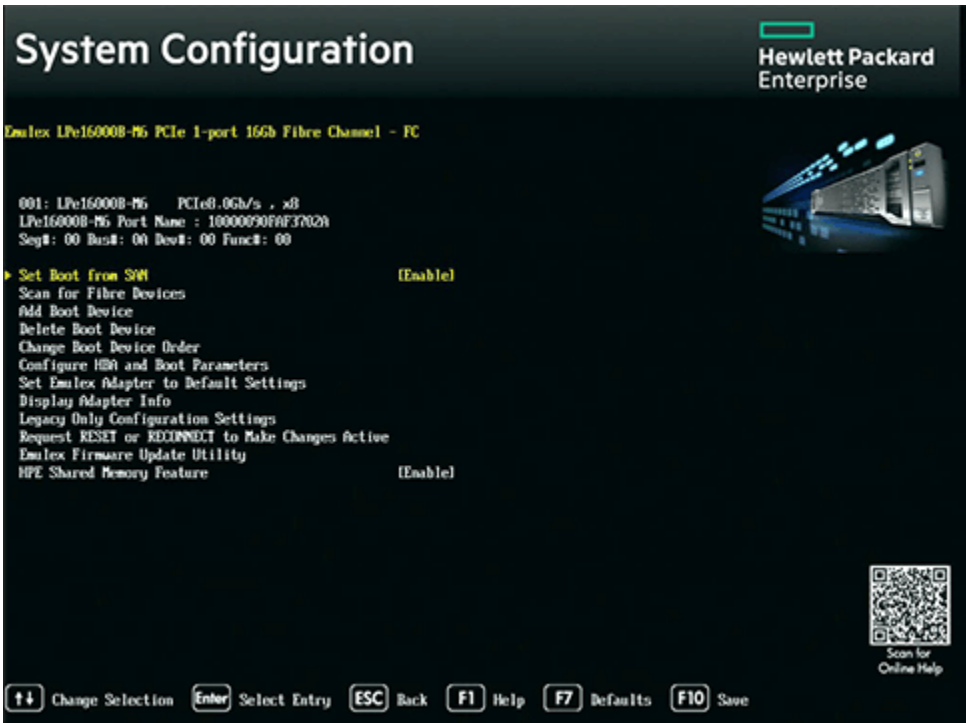 System Configuration
Hewlett Packard
Enterprise
Emulex LPe16000B-M6 PCIe 1-port 16Gb Fibre Channel - FC
001: LPe16000B-M6 PCIe8.0Gb/s , x8
LPe16000B-M6 Port Name : 10000090FAF3702A
Seg#: 00 Bus#: 0A Dev#: 00 Func#: 00
Set Boot from SAN [Enable]
Scan for Fibre Devices
Add Boot Device
Delete Boot Device
Change Boot Device Order
Configure HBA and Boot Parameters
Set Emulex Adapter to Default Settings
Display Adapter Info
Legacy Only Configuration Settings
Request RESET or RECONNECT to Make Changes Active
Emulex Firmware Update Utility
HPE Shared Memory Feature [Enable]
Scan for
Online Help
↑↓ Change Selection Enter Select Entry ESC Back F1 Help F7 Defaults F10 Save